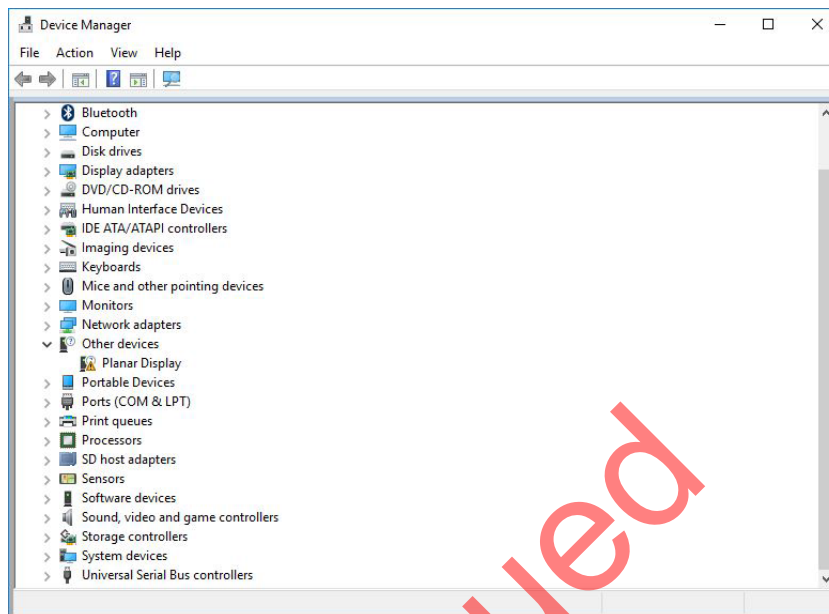 Device Manager
File Action View Help
Bluetooth
Computer
Disk drives
Display adapters
DVD/CD-ROM drives
Human Interface Devices
IDE ATA/ATAPI controllers
Imaging devices
Keyboards
Mice and other pointing devices
Monitors
Network adapters
Other devices
Planar Display
Portable Devices
Ports (COM & LPT)
Print queues
Processors
SD host adapters
Sensors
Software devices
Sound, video and game controllers
Storage controllers
System devices
Universal Serial Bus controllers
ued